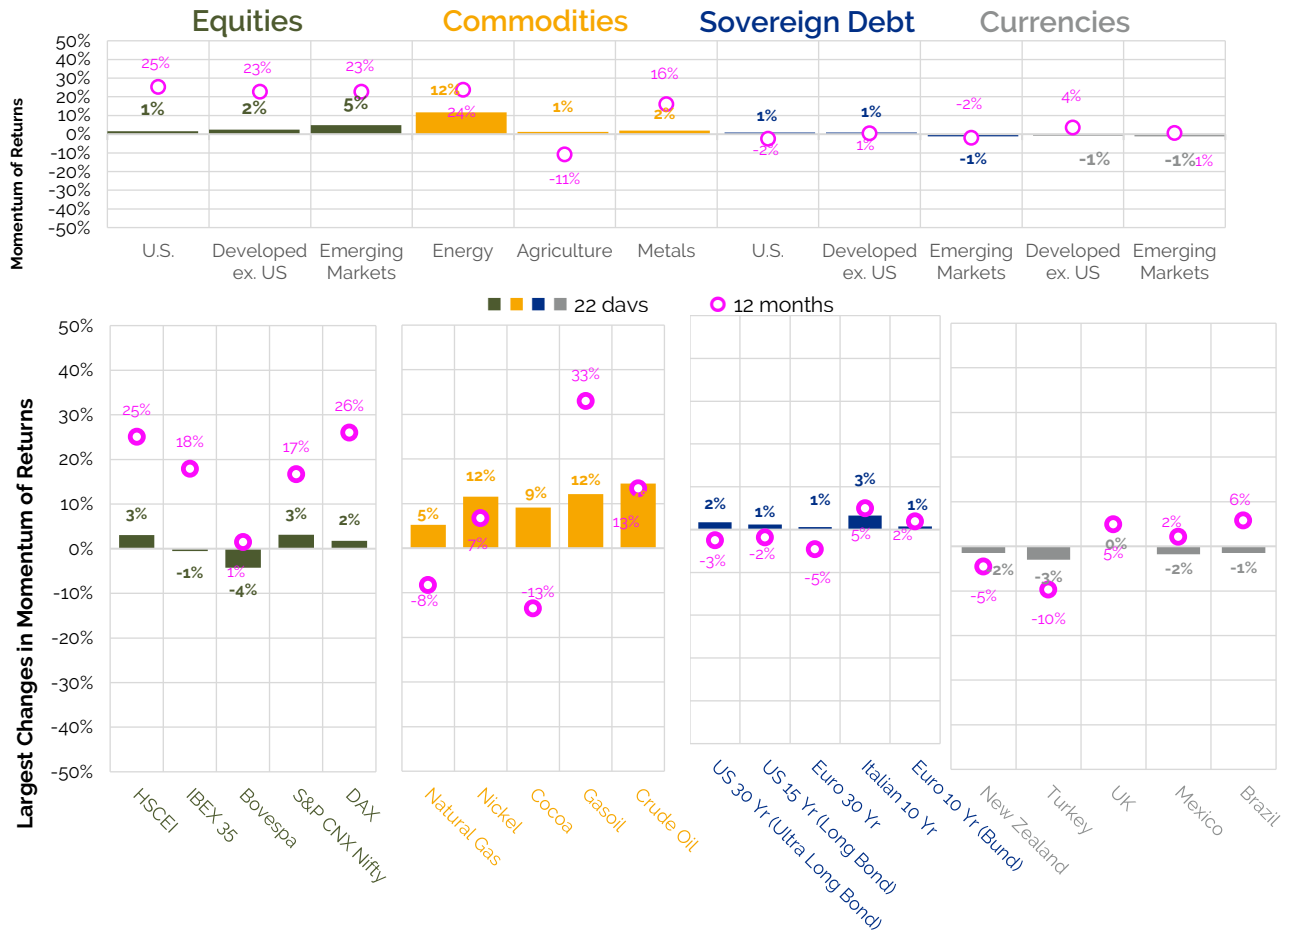 Equities
Commodities
Sovereign Debt
Currencies
Momentum of Returns
50%
40%
30%
20%
10%
0%
-10%
-20%
-30%
-40%
-50%
25%
23%
23%
24%
-11%
16%
-2%
1%
-2%
4%
1%
1%
2%
5%
12%
1%
2%
1%
1%
-1%
-1%
-1%
U.S.
Developed
ex. US
Emerging
Markets
Energy
Agriculture
Metals
U.S.
Developed
ex. US
Emerging
Markets
Developed
ex. US
Emerging
Markets
22 days
12 months
Largest Changes in Momentum of Returns
50%
40%
30%
20%
10%
0%
-10%
-20%
-30%
-40%
-50%
25%
18%
1%
17%
26%
3%
-1%
-4%
3%
2%
HSCEI
IBEX 35
Bovespa
S&P CNX Nifty
DAX
-8%
7%
-13%
33%
13%
5%
12%
9%
12%
Natural Gas
Nickel
Cocoa
Gasoil
Crude Oil
2%
1%
1%
3%
1%
-3%
-2%
-5%
5%
2%
US 30 Yr (Ultra Long Bond)
US 15 Yr (Long Bond)
Euro 30 Yr
Italian 10 Yr
Euro 10 Yr (Bund)
-2%
-3%
0%
-2%
-1%
-5%
-10%
5%
2%
6%
New Zealand
Turkey
UK
Mexico
Brazil